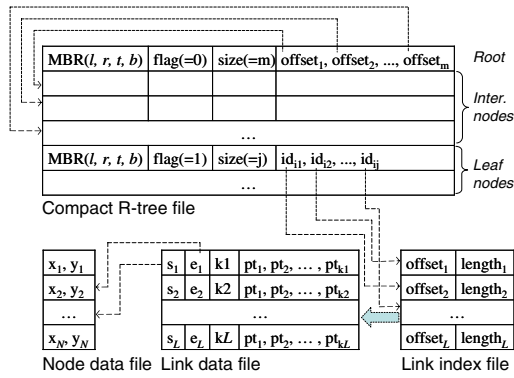 MBR(l, r, t, b) flag(=0) size(=m) offset1, offset2, ..., offsetm Root
Inter. nodes
...
MBR(l, r, t, b) flag(=1) size(=j) idi1, idi2, ..., idij
Leaf nodes
...
Compact R-tree file
x1, y1
x2, y2
...
xN, yN
Node data file
s1 e1 k1 pt1, pt2, ... , ptk1
s2 e2 k2 pt1, pt2, ... , ptk2
...
sL eL kL pt1, pt2, ... , ptkL
Link data file
offset1 length1
offset2 length2
...
offsetL lengthL
Link index file